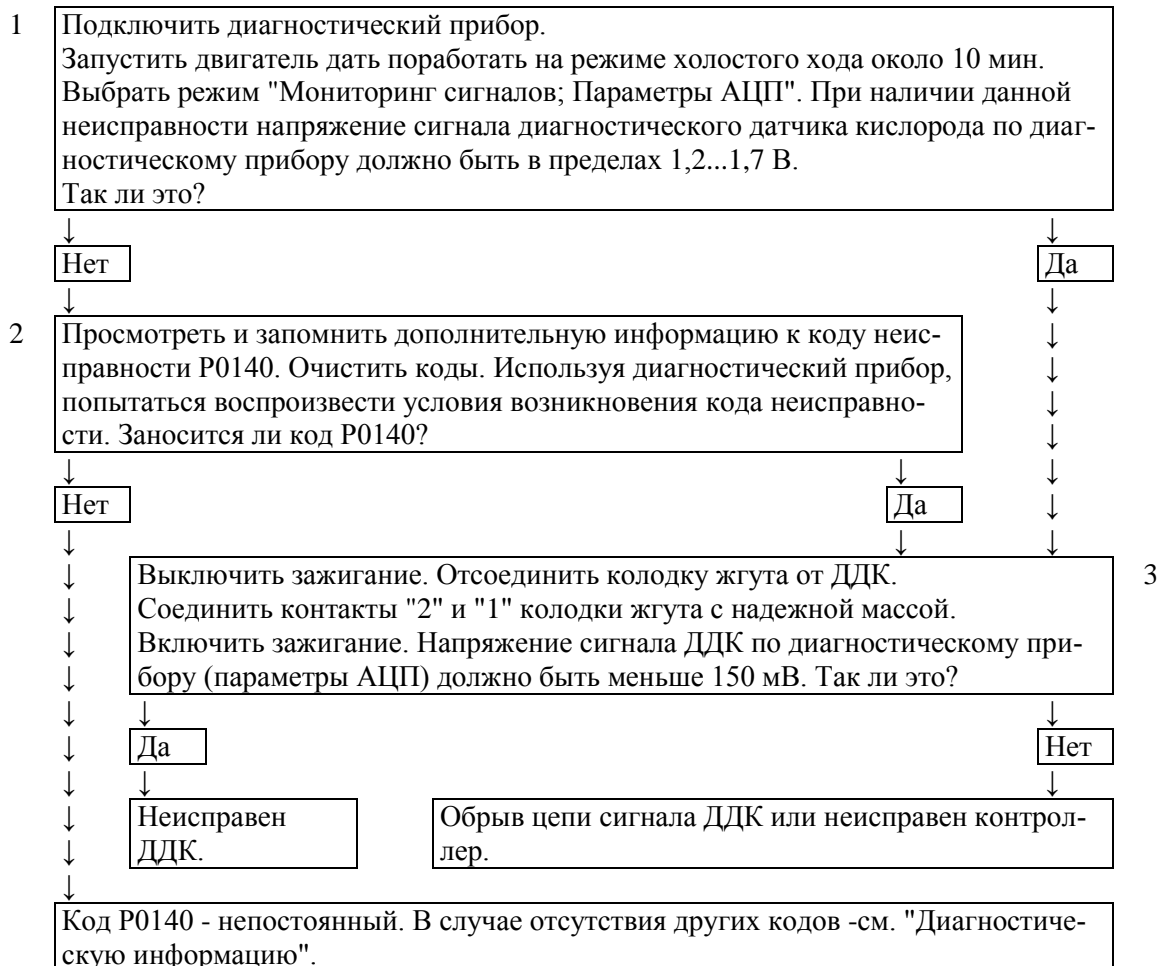 1
Подключить диагностический прибор.
Запустить двигатель дать поработать на режиме холостого хода около 10 мин.
Выбрать режим "Мониторинг сигналов; Параметры АЦП". При наличии данной
неисправности напряжение сигнала диагностического датчика кислорода по диаг-
ностическому прибору должно быть в пределах 1,2...1,7 В.
Так ли это?
↓ ↓
Нет Да
↓ ↓
2
Просмотреть и запомнить дополнительную информацию к коду неис-
правности Р0140. Очистить коды. Используя диагностический прибор,
попытаться воспроизвести условия возникновения кода неисправно-
сти. Заносится ли код Р0140?
↓ ↓ ↓
Нет Да ↓
↓ ↓ ↓
Выключить зажигание. Отсоединить колодку жгута от ДДК.
Соединить контакты "2" и "1" колодки жгута с надежной массой.
Включить зажигание. Напряжение сигнала ДДК по диагностическому при-
бору (параметры АЦП) должно быть меньше 150 мВ. Так ли это?
3
↓ ↓ ↓
↓ Да Нет
↓ ↓ ↓
Неисправен
ДДК.
Обрыв цепи сигнала ДДК или неисправен контрол-
лер.
↓
Код Р0140 - непостоянный. В случае отсутствия других кодов -см. "Диагностиче-
скую информацию".